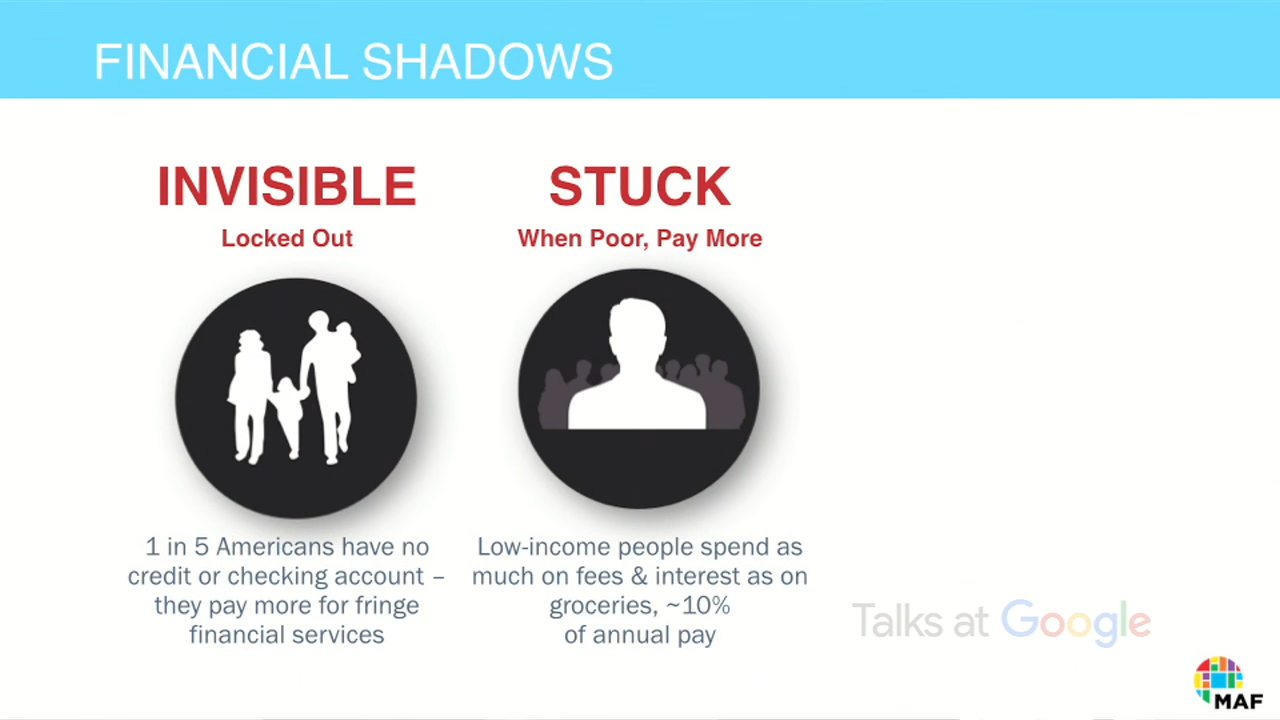 FINANCIAL SHADOWS
INVISIBLE
Locked Out
1 in 5 Americans have no
credit or checking account –
they pay more for fringe
financial services
STUCK
When Poor, Pay More
Low-income people spend as
much on fees & interest as on
groceries, ~10%
of annual pay
Talks at Google
MAF